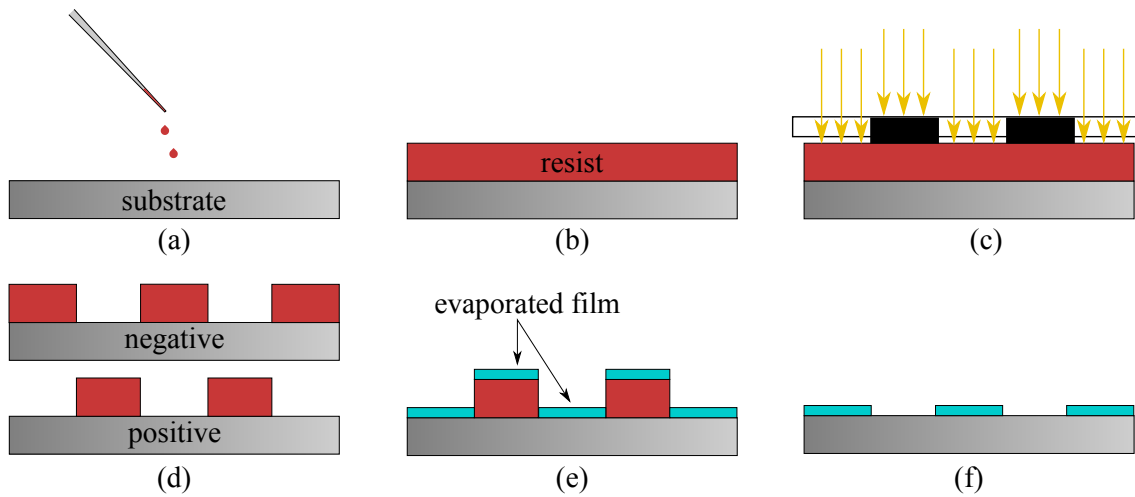 substrate
(a)
resist
(b)
(c)
negative
positive
(d)
evaporated film
(e)
(f)